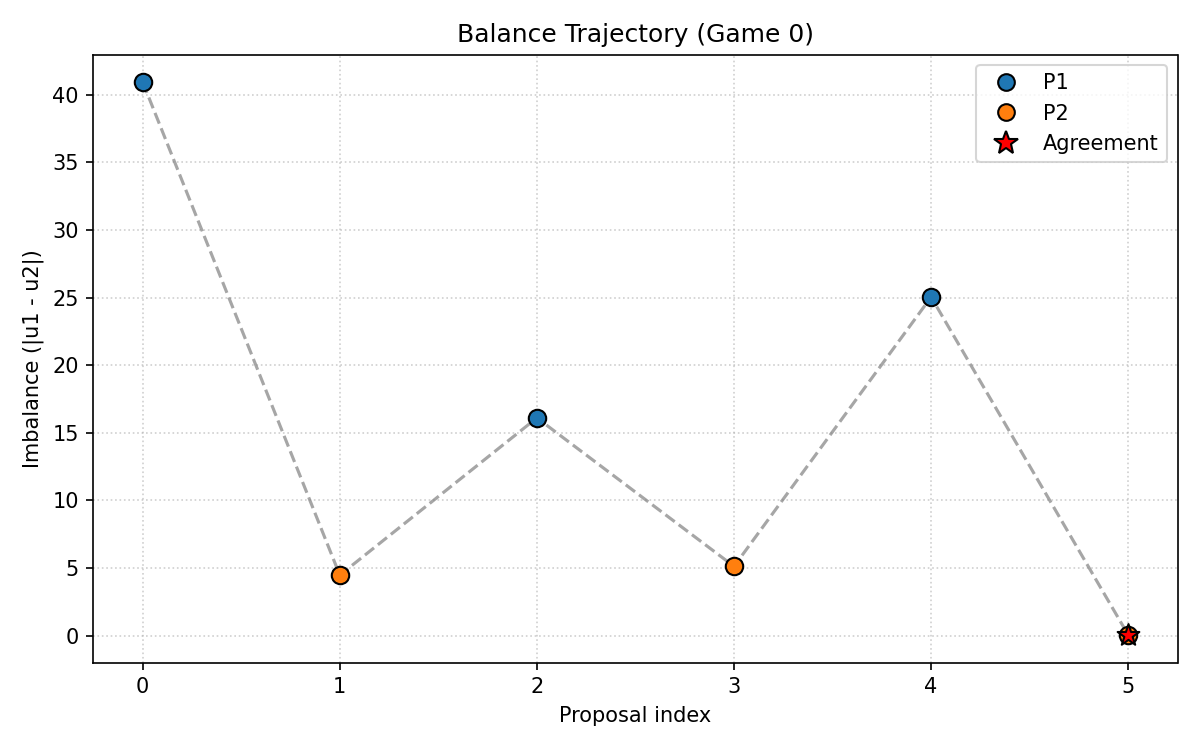 Balance Trajectory (Game 0)
P1
P2
Agreement
Imbalance (|u1 - u2|)
40
35
30
25
20
15
10
5
0
0 1 2 3 4 5
Proposal index